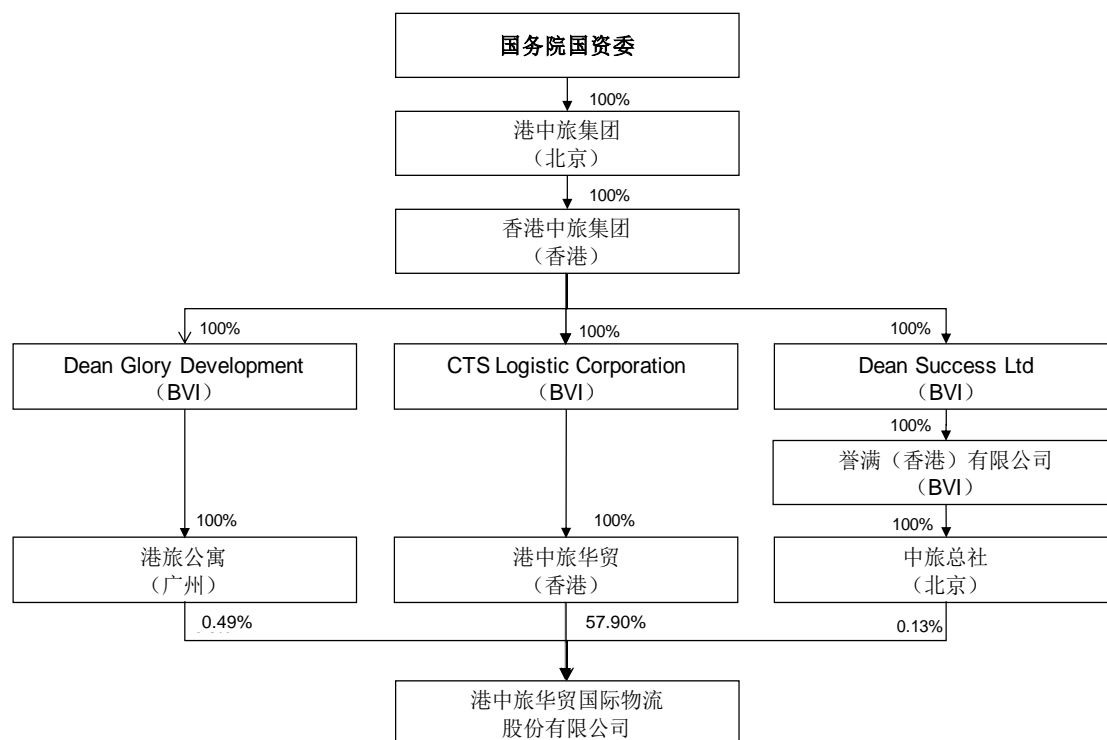 国务院国资委
100%
港中旅集团
（北京）
100%
香港中旅集团
（香港）
100%
100%
100%
Dean Glory Development
（BVI）
CTS Logistic Corporation
（BVI）
Dean Success Ltd
（BVI）
100%
誉满（香港）有限公司
（BVI）
100%
100%
100%
港旅公寓
（广州）
港中旅华贸
（香港）
中旅总社
（北京）
0.49%
57.90%
0.13%
港中旅华贸国际物流
股份有限公司